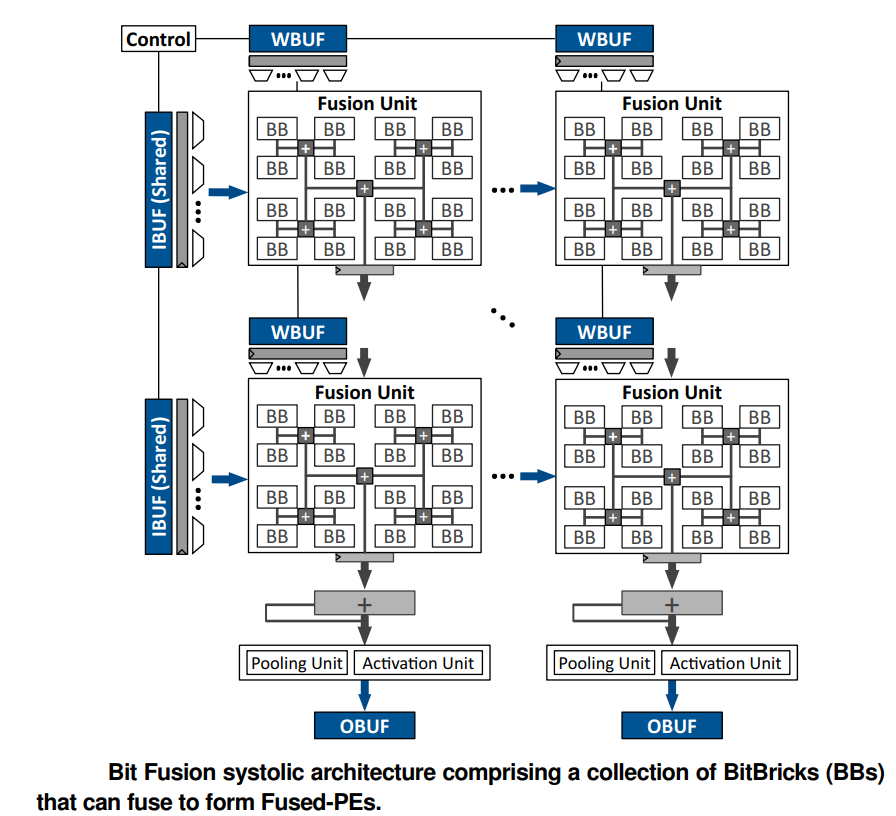 Control WBUF WBUF
Fusion Unit Fusion Unit
BB BB BB BB BB BB BB BB
+ + + +
BB BB BB BB BB BB BB BB
IBUF (Shared)
+ ... +
BB BB BB BB BB BB BB BB
+ + + +
BB BB BB BB BB BB BB BB
WBUF WBUF
Fusion Unit Fusion Unit
BB BB BB BB BB BB BB BB
+ + + +
BB BB BB BB BB BB BB BB
IBUF (Shared)
+ ... +
BB BB BB BB BB BB BB BB
+ + + +
BB BB BB BB BB BB BB BB
+ +
Pooling Unit Activation Unit Pooling Unit Activation Unit
OBUF OBUF
Bit Fusion systolic architecture comprising a collection of BitBricks (BBs)
that can fuse to form Fused-PEs.